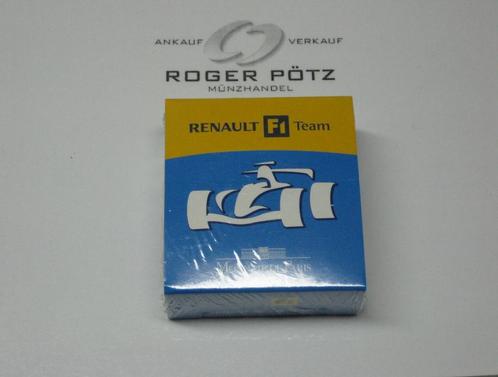 ANKAUF VERKAUF
ROGER PÖTZ
MÜNZHANDEL
RENAULT F1 Team